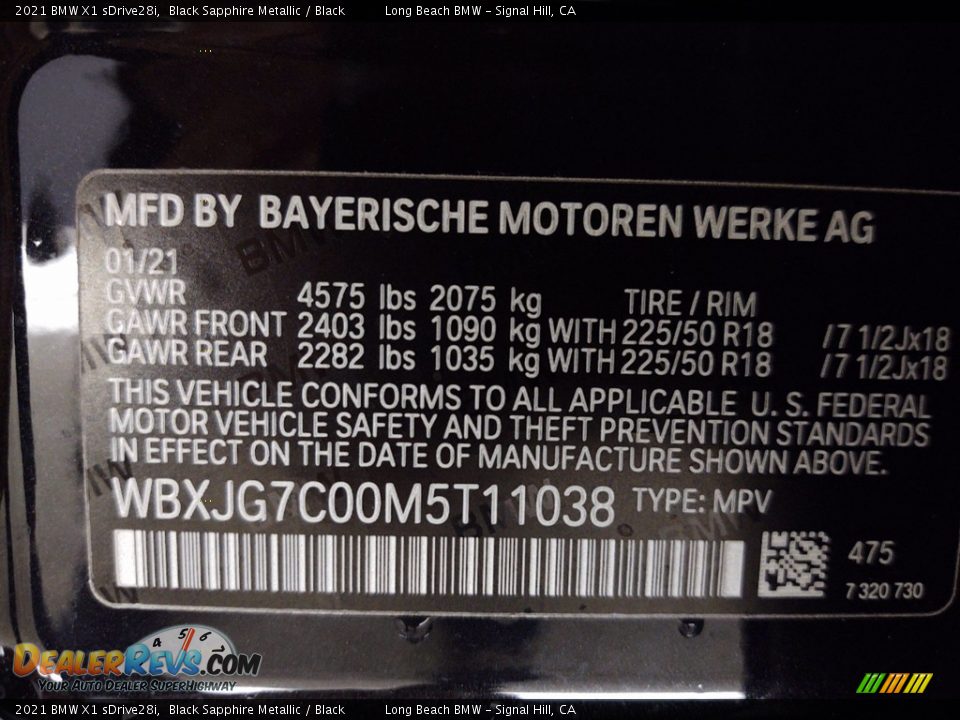 2021 BMW X1 sDrive28i, Black Sapphire Metallic / Black Long Beach BMW - Signal Hill, CA
MFD BY BAYERISCHE MOTOREN WERKE AG
01/21
GVWR 4575 lbs 2075 kg TIRE / RIM
GAWR FRONT 2403 lbs 1090 kg WITH 225/50 R18 /7 1/2Jx18
GAWR REAR 2282 lbs 1035 kg WITH 225/50 R18 /7 1/2Jx18
THIS VEHICLE CONFORMS TO ALL APPLICABLE U. S. FEDERAL
MOTOR VEHICLE SAFETY AND THEFT PREVENTION STANDARDS
IN EFFECT ON THE DATE OF MANUFACTURE SHOWN ABOVE.
WBXJG7C00M5T11038 TYPE: MPV
475
7 320 730
4 5 6
DEALERREVS.COM
YOUR AUTO DEALER SUPERHIGHWAY
2021 BMW X1 sDrive28i, Black Sapphire Metallic / Black Long Beach BMW - Signal Hill, CA